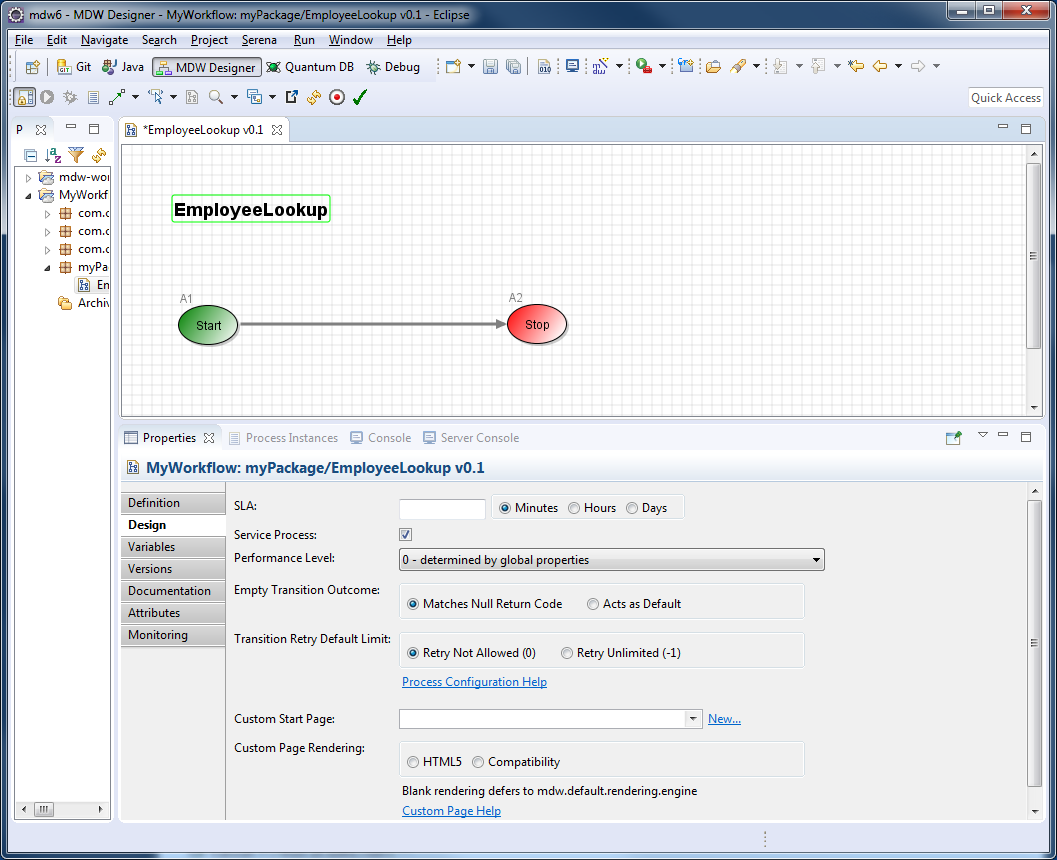 mdw6 - MDW Designer - MyWorkflow: myPackage/EmployeeLookup v0.1 - Eclipse
File Edit Navigate Search Project Serena Run Window Help
Git Java MDW Designer Quantum DB Debug
Quick Access
P
*EmployeeLookup v0.1
mdw-wor
MyWorkf
com.c
com.c
com.c
myPa
En
Archiv
EmployeeLookup
A1
A2
Start
Stop
Properties Process Instances Console Server Console
MyWorkflow: myPackage/EmployeeLookup v0.1
Definition
Design
Variables
Versions
Documentation
Attributes
Monitoring
SLA: Minutes Hours Days
Service Process:
Performance Level: 0 - determined by global properties
Empty Transition Outcome: Matches Null Return Code Acts as Default
Transition Retry Default Limit: Retry Not Allowed (0) Retry Unlimited (-1)
Process Configuration Help
Custom Start Page: New...
Custom Page Rendering: HTML5 Compatibility
Blank rendering defers to mdw.default.rendering.engine
Custom Page Help